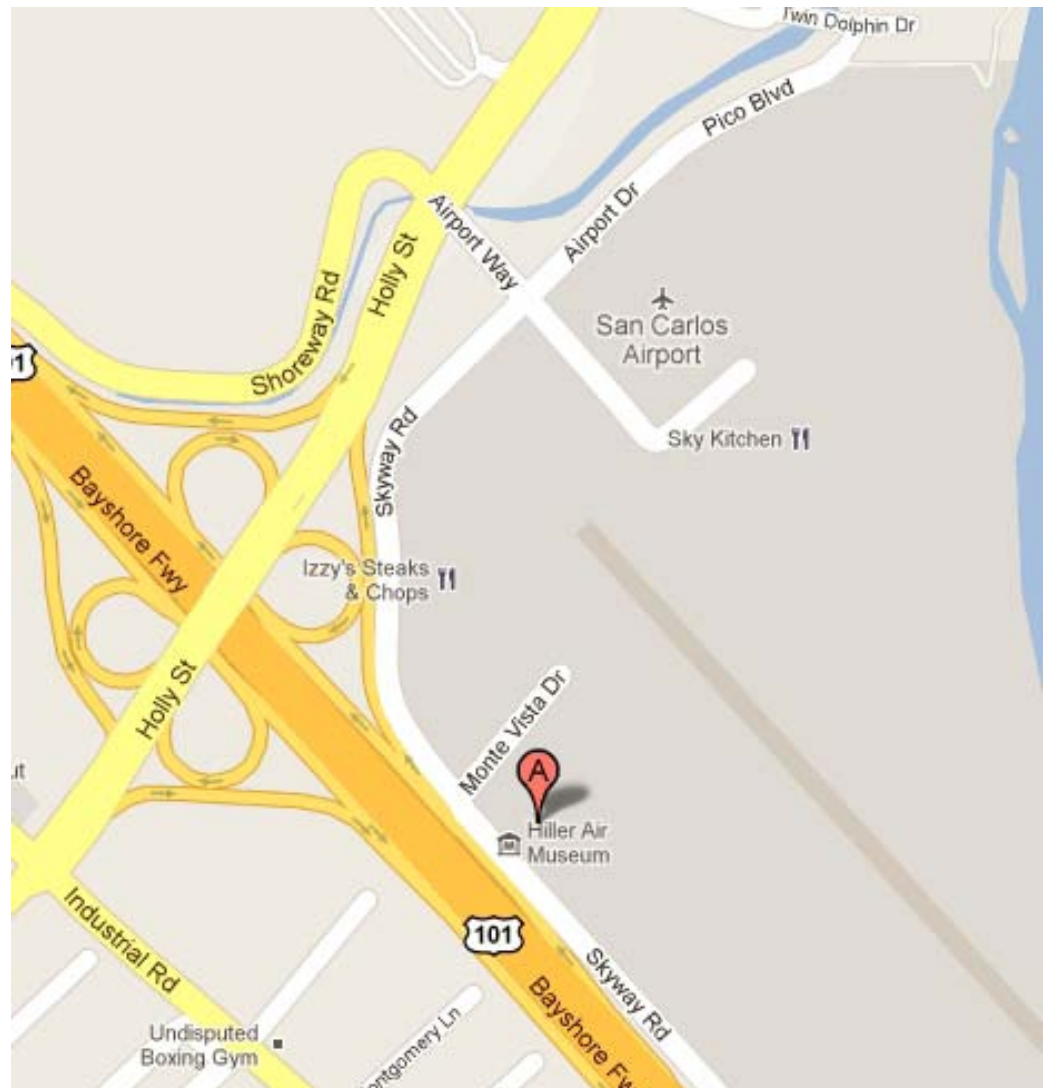 Twin Dolphin Dr
Pico Blvd
Airport Dr
Airport Way
Holly St
Shoreway Rd
San Carlos
Airport
Skyway Rd
Sky Kitchen
Bayshore Fwy
Izzy's Steaks
& Chops
Holly St
Monte Vista Dr
A
Hiller Air
Museum
M
101
Industrial Rd
Skyway Rd
Bayshore
Undisputed
Boxing Gym